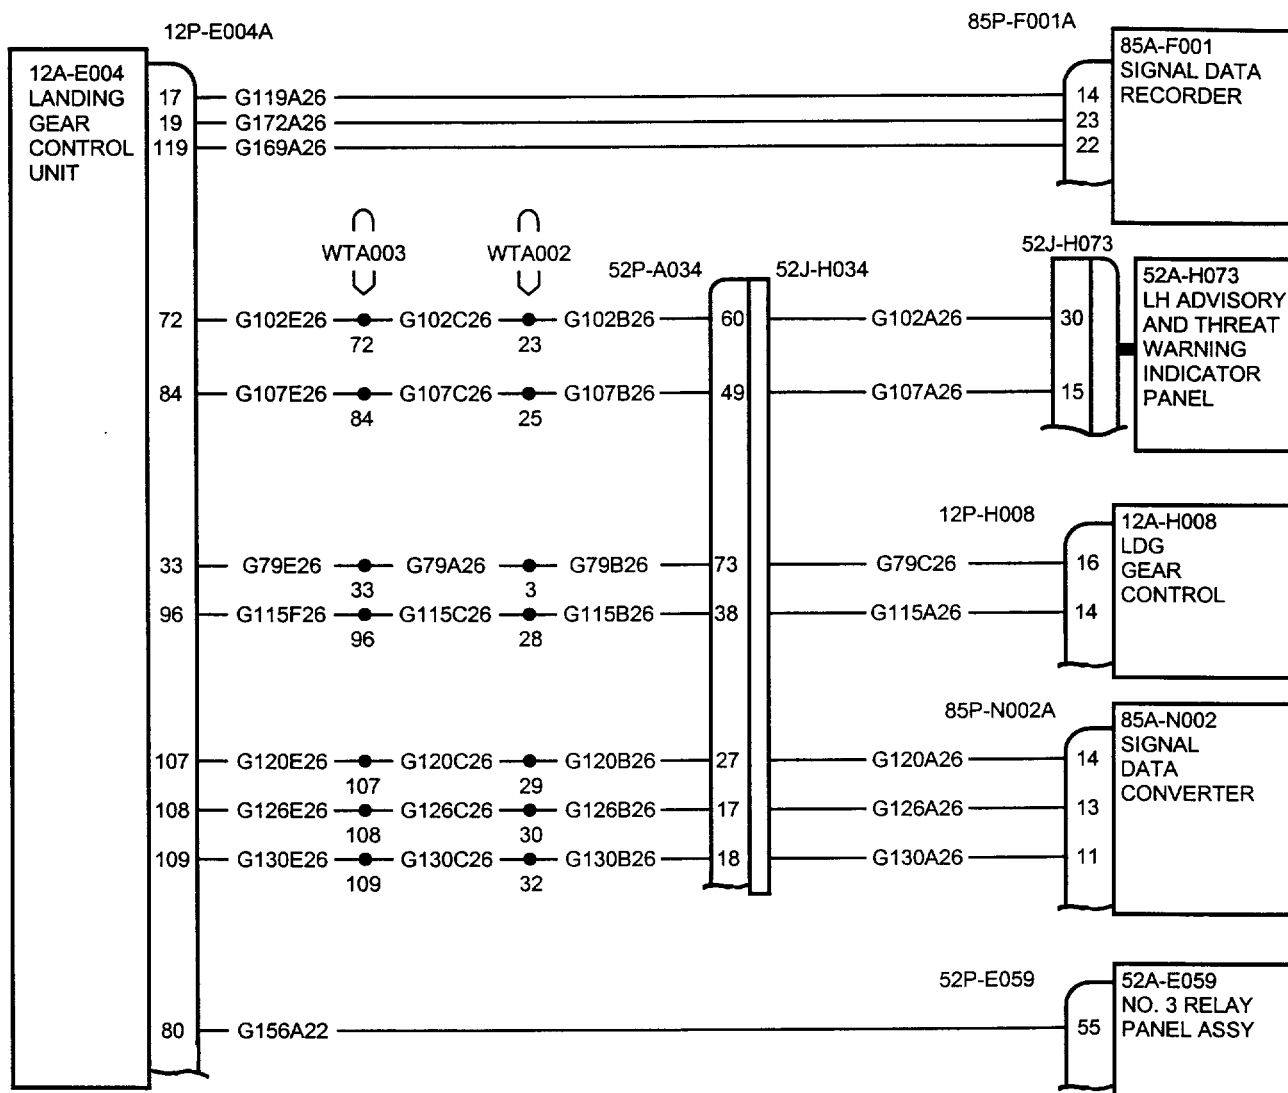 12P-E004A
85P-F001A
12A-E004
LANDING
GEAR
CONTROL
UNIT
85A-F001
SIGNAL DATA
RECORDER
17 G119A26 14
19 G172A26 23
119 G169A26 22
WTA003 WTA002
52P-A034 52J-H034 52J-H073
52A-H073
LH ADVISORY
AND THREAT
WARNING
INDICATOR
PANEL
72 G102E26 G102C26 G102B26 60 G102A26 30
72 23
84 G107E26 G107C26 G107B26 49 G107A26 15
84 25
12P-H008
12A-H008
LDG
GEAR
CONTROL
33 G79E26 G79A26 G79B26 73 G79C26 16
33 3
96 G115F26 G115C26 G115B26 38 G115A26 14
96 28
85P-N002A
85A-N002
SIGNAL
DATA
CONVERTER
107 G120E26 G120C26 G120B26 27 G120A26 14
107 29
108 G126E26 G126C26 G126B26 17 G126A26 13
108 30
109 G130E26 G130C26 G130B26 18 G130A26 11
109 32
52P-E059
52A-E059
NO. 3 RELAY
PANEL ASSY
80 G156A22 55